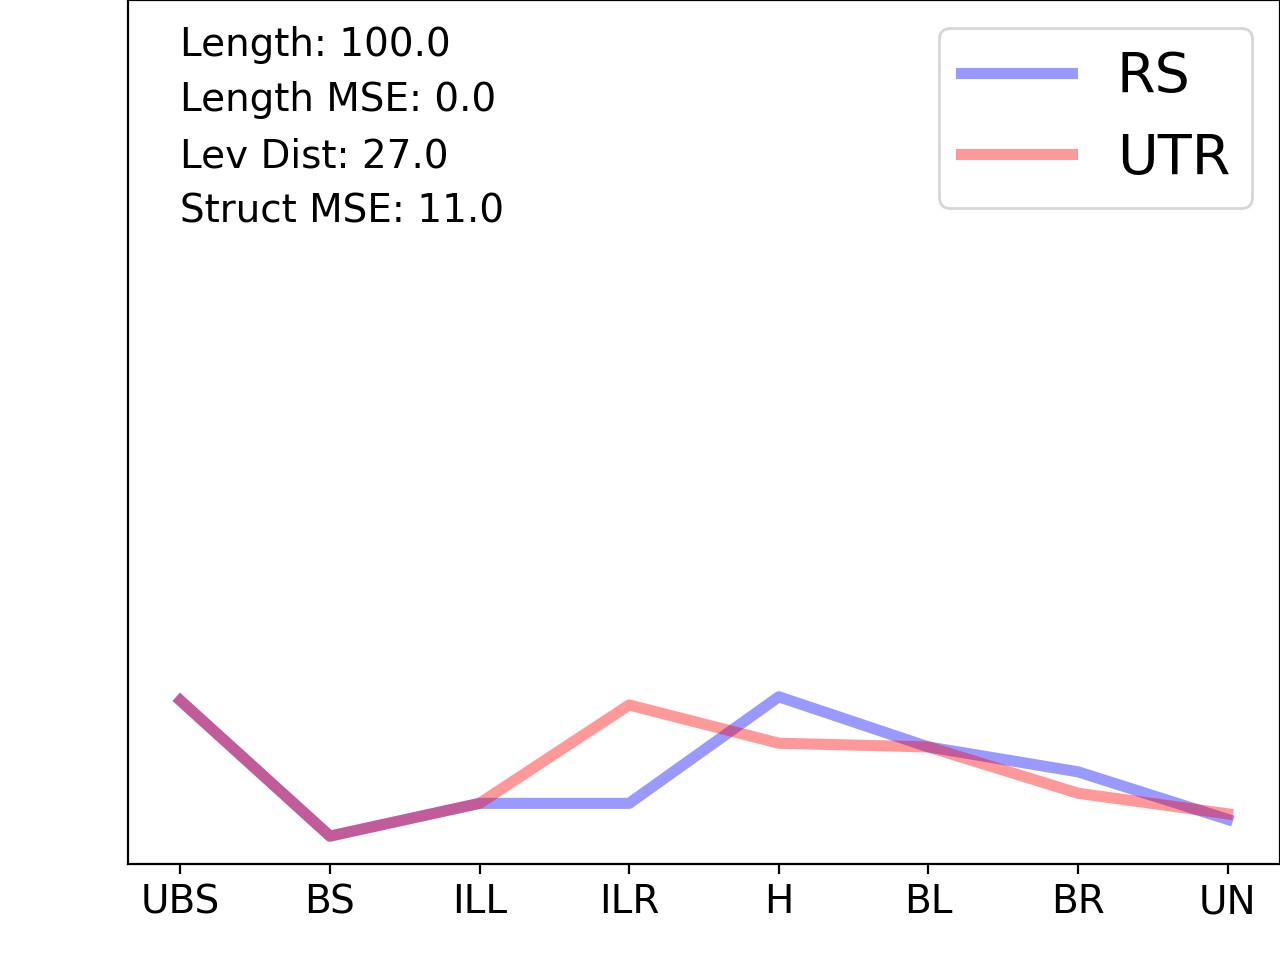 Length: 100.0
Length MSE: 0.0
Lev Dist: 27.0
Struct MSE: 11.0
RS
UTR
UBS BS ILL ILR H BL BR UN